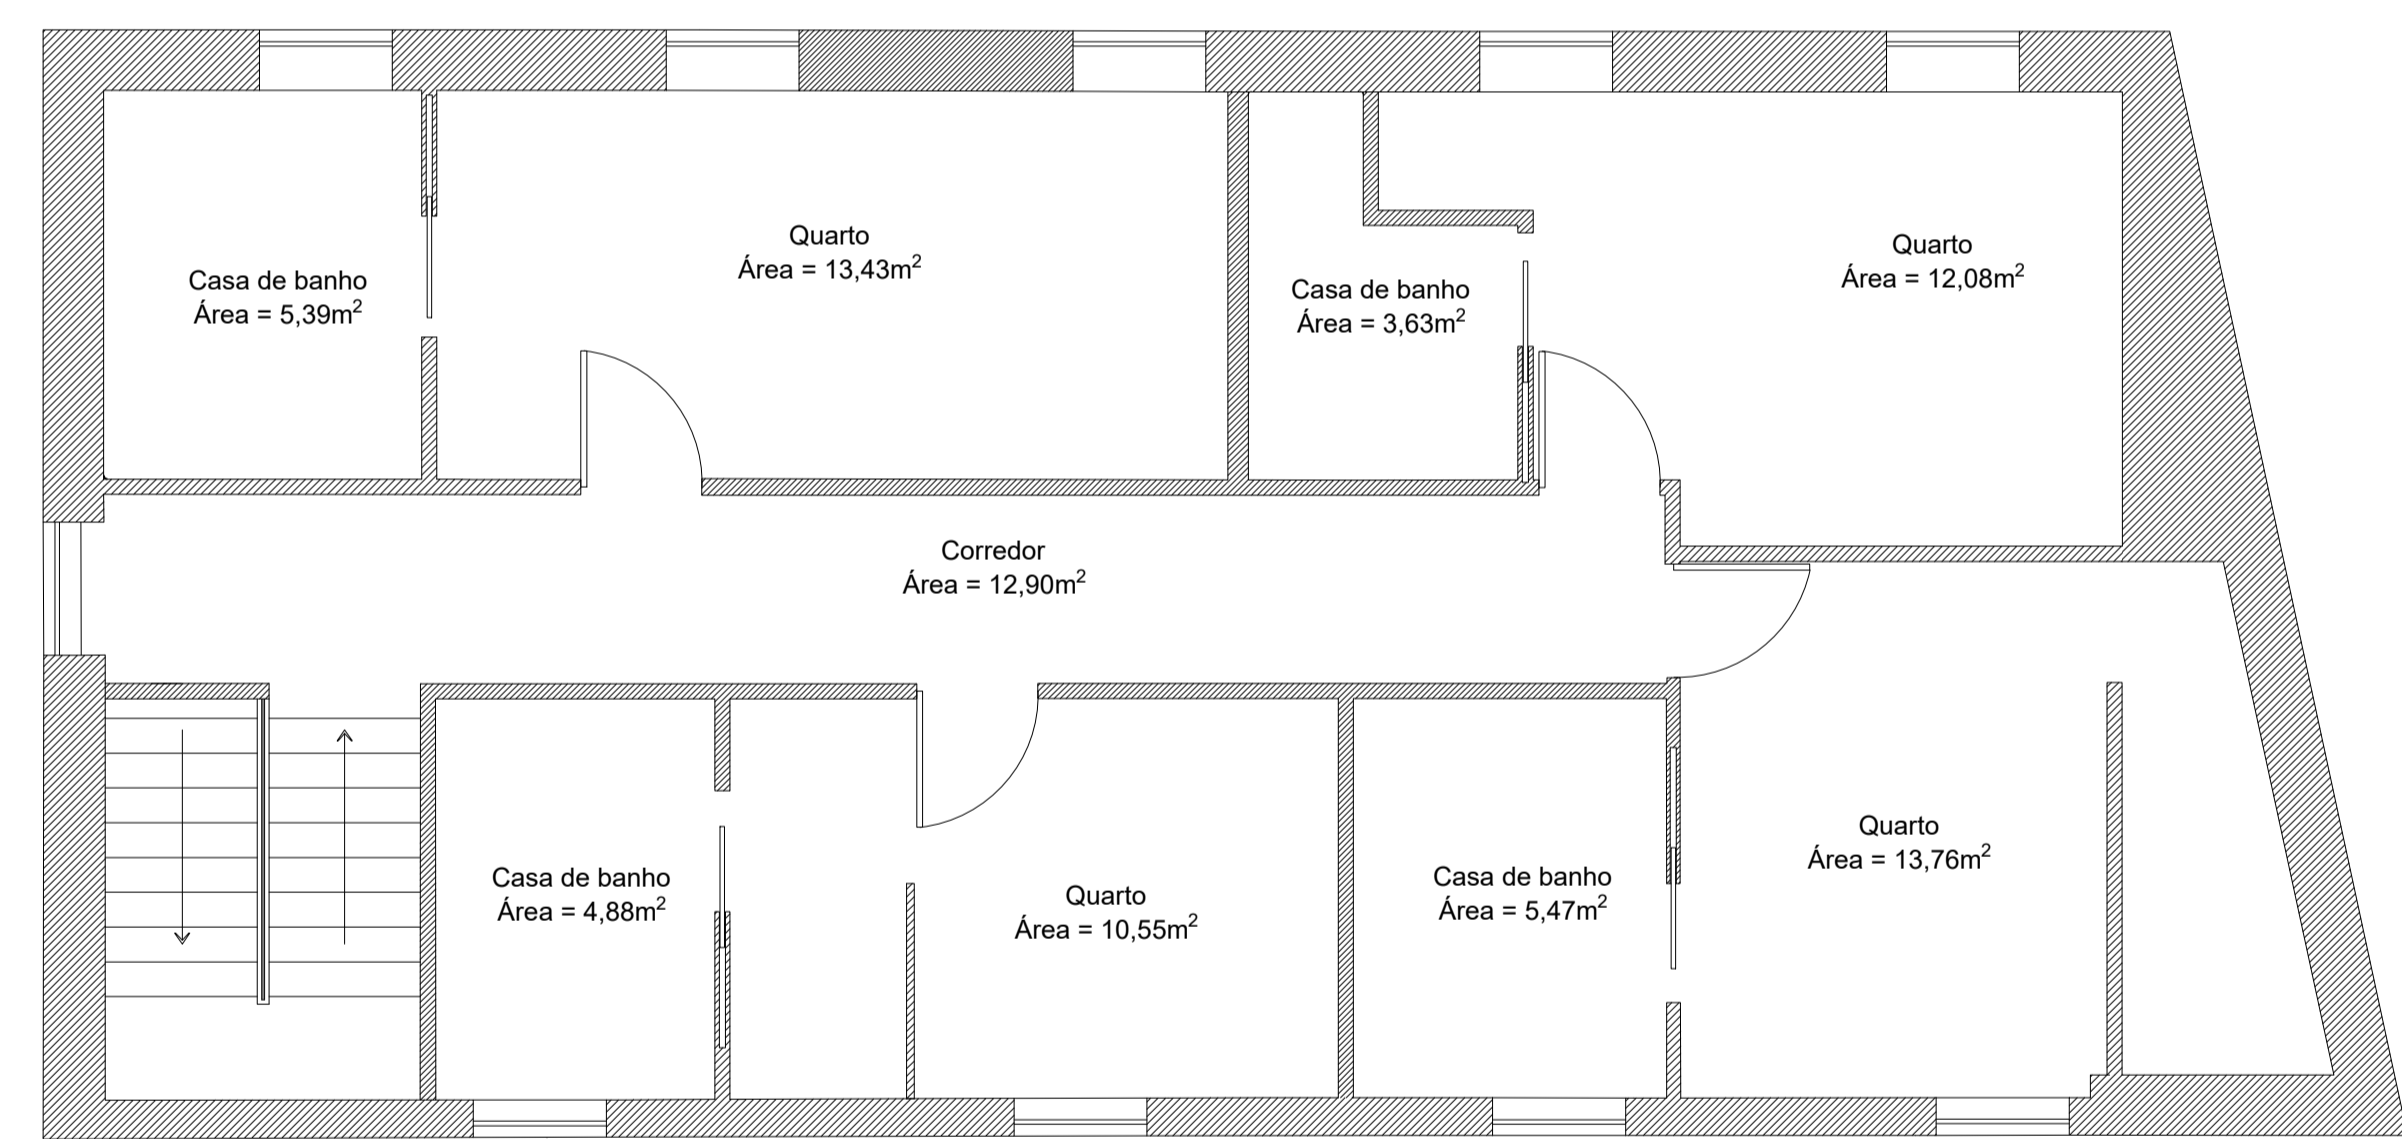 Quarto
Área = 13,43m²
Quarto
Área = 12,08m²
Casa de banho
Área = 5,39m²
Casa de banho
Área = 3,63m²
Corredor
Área = 12,90m²
Quarto
Área = 13,76m²
Casa de banho
Área = 4,88m²
Quarto
Área = 10,55m²
Casa de banho
Área = 5,47m²